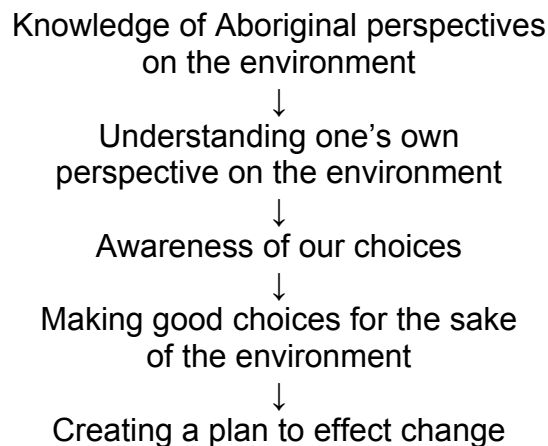 Knowledge of Aboriginal perspectives
on the environment
↓
Understanding one’s own
perspective on the environment
↓
Awareness of our choices
↓
Making good choices for the sake
of the environment
↓
Creating a plan to effect change